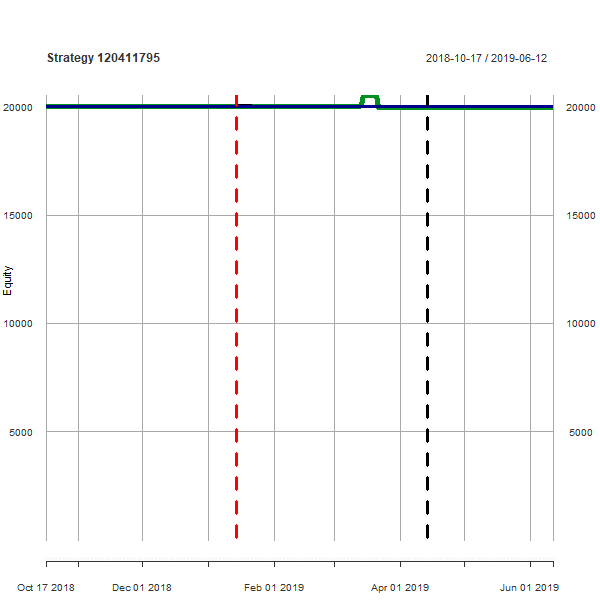 Strategy 120411795
2018-10-17 / 2019-06-12
20000
20000
15000
15000
Equity
10000
10000
5000
5000
Oct 17 2018
Dec 01 2018
Feb 01 2019
Apr 01 2019
Jun 01 2019